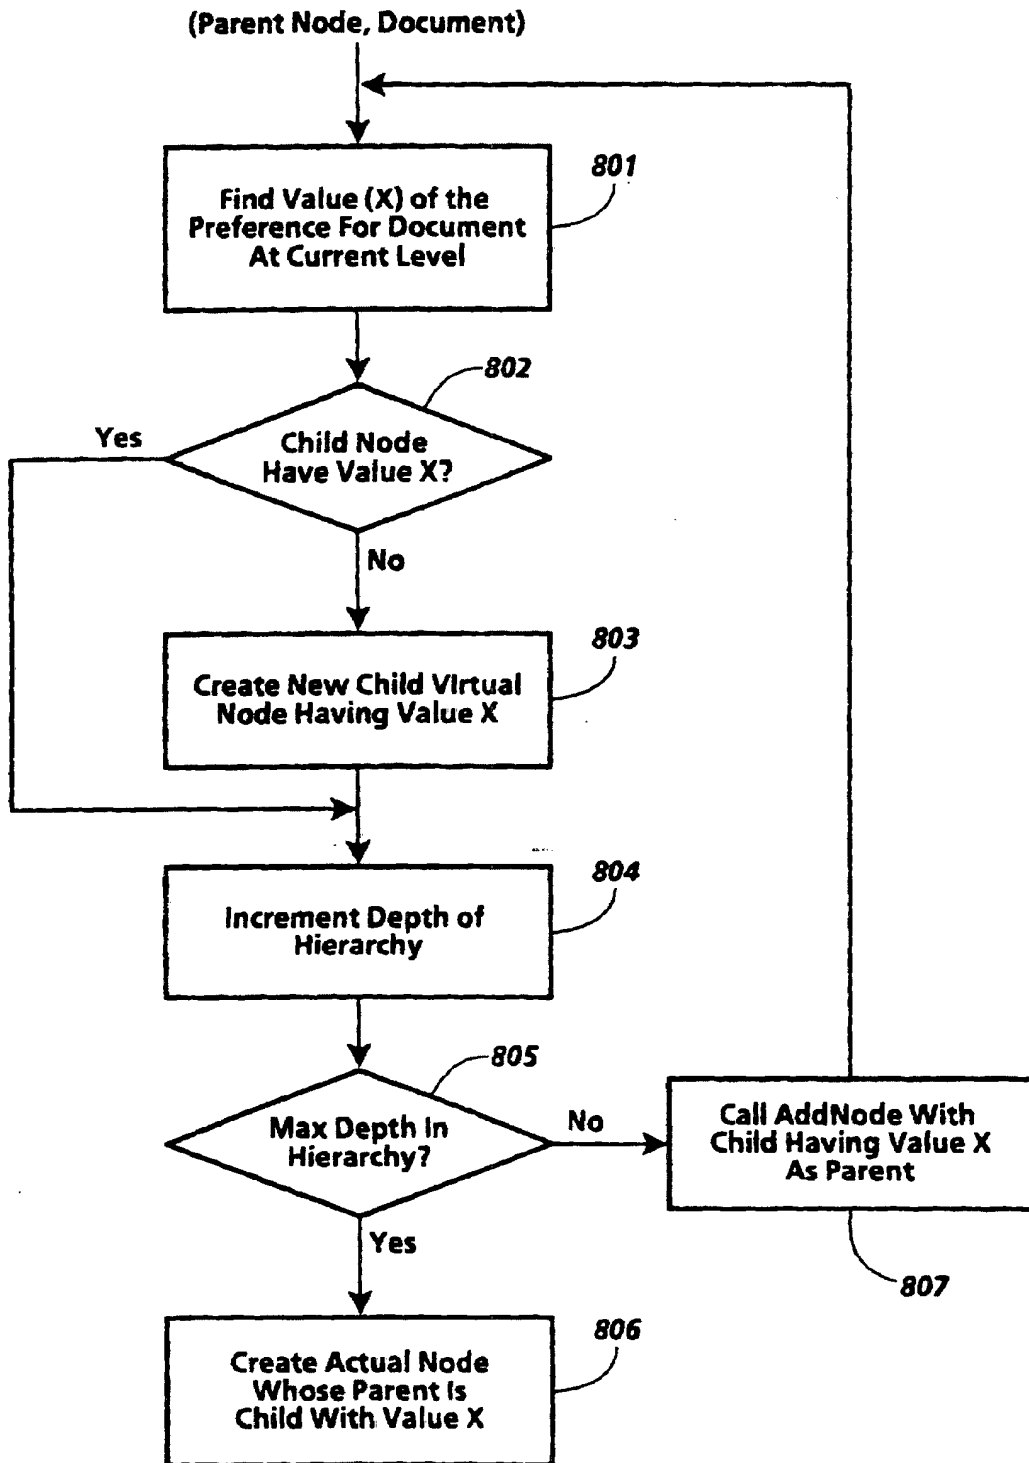 (Parent Node, Document)
801
Find Value (X) of the
Preference For Document
At Current Level
802
Yes
Child Node
Have Value X?
No
803
Create New Child Virtual
Node Having Value X
804
Increment Depth of
Hierarchy
805
Max Depth In
Hierarchy?
No
Call AddNode With
Child Having Value X
As Parent
Yes
807
806
Create Actual Node
Whose Parent Is
Child With Value X